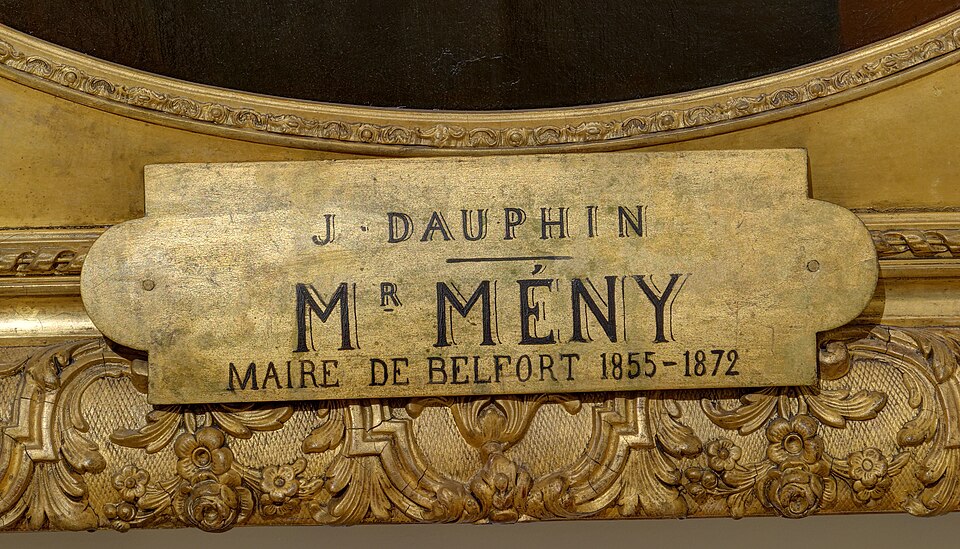 J. DAUPHIN
MR MÉNY
MAIRE DE BELFORT 1855-1872